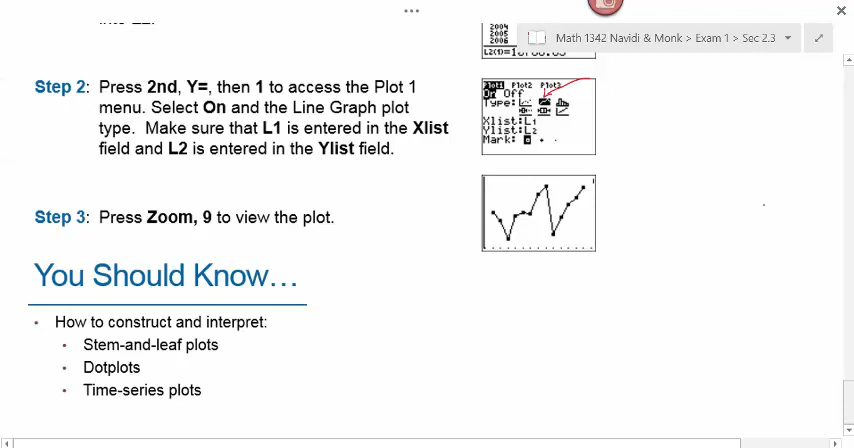 Math 1342 Navidi & Monk > Exam 1 > Sec 2.3
2004
2005
2006
Step 2: Press 2nd, Y=, then 1 to access the Plot 1
menu. Select On and the Line Graph plot
type. Make sure that L1 is entered in the Xlist
field and L2 is entered in the Ylist field.
Plot1 Plot2 Plot3
On Off
Type:
Xlist:L1
Ylist:L2
Mark:
Step 3: Press Zoom, 9 to view the plot.
You Should Know…
• How to construct and interpret:
• Stem-and-leaf plots
• Dotplots
• Time-series plots